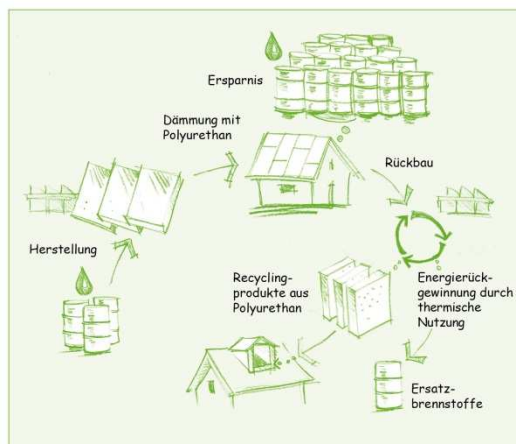 Ersparnis
Dämmung mit
Polyurethan
Rückbau
Herstellung
Recycling-
produkte aus
Polyurethan
Energierück-
gewinnung durch
thermische
Nutzung
Ersatz-
brennstoffe